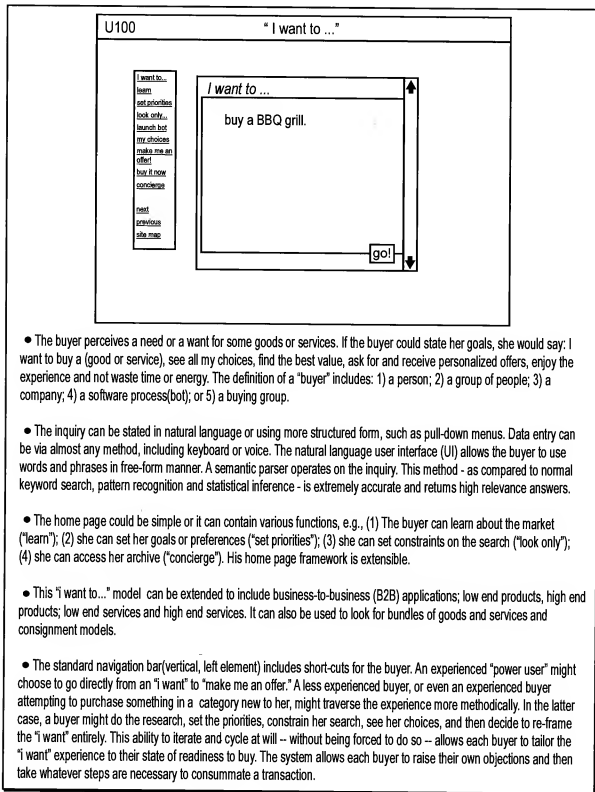 U100
" I want to ..."
I want to...
learn
set priorities
look only...
launch bot
my choices
make me an
offer!
buy it now
concierge
next
previous
site map
I want to ...
buy a BBQ grill.
go!
● The buyer perceives a need or a want for some goods or services. If the buyer could state her goals, she would say: I
want to buy a (good or service), see all my choices, find the best value, ask for and receive personalized offers, enjoy the
experience and not waste time or energy. The definition of a "buyer" includes: 1) a person; 2) a group of people; 3) a
company; 4) a software process(bot); or 5) a buying group.
● The inquiry can be stated in natural language or using more structured form, such as pull-down menus. Data entry can
be via almost any method, including keyboard or voice. The natural language user interface (UI) allows the buyer to use
words and phrases in free-form manner. A semantic parser operates on the inquiry. This method - as compared to normal
keyword search, pattern recognition and statistical inference - is extremely accurate and returns high relevance answers.
● The home page could be simple or it can contain various functions, e.g., (1) The buyer can learn about the market
("learn"); (2) she can set her goals or preferences ("set priorities"); (3) she can set constraints on the search ("look only");
(4) she can access her archive ("concierge"). His home page framework is extensible.
● This "i want to..." model can be extended to include business-to-business (B2B) applications; low end products, high end
products; low end services and high end services. It can also be used to look for bundles of goods and services and
consignment models.
● The standard navigation bar(vertical, left element) includes short-cuts for the buyer. An experienced "power user" might
choose to go directly from an "i want" to "make me an offer." A less experienced buyer, or even an experienced buyer
attempting to purchase something in a category new to her, might traverse the experience more methodically. In the latter
case, a buyer might do the research, set the priorities, constrain her search, see her choices, and then decide to re-frame
the "i want" entirely. This ability to iterate and cycle at will -- without being forced to do so -- allows each buyer to tailor the
"i want" experience to their state of readiness to buy. The system allows each buyer to raise their own objections and then
take whatever steps are necessary to consummate a transaction.